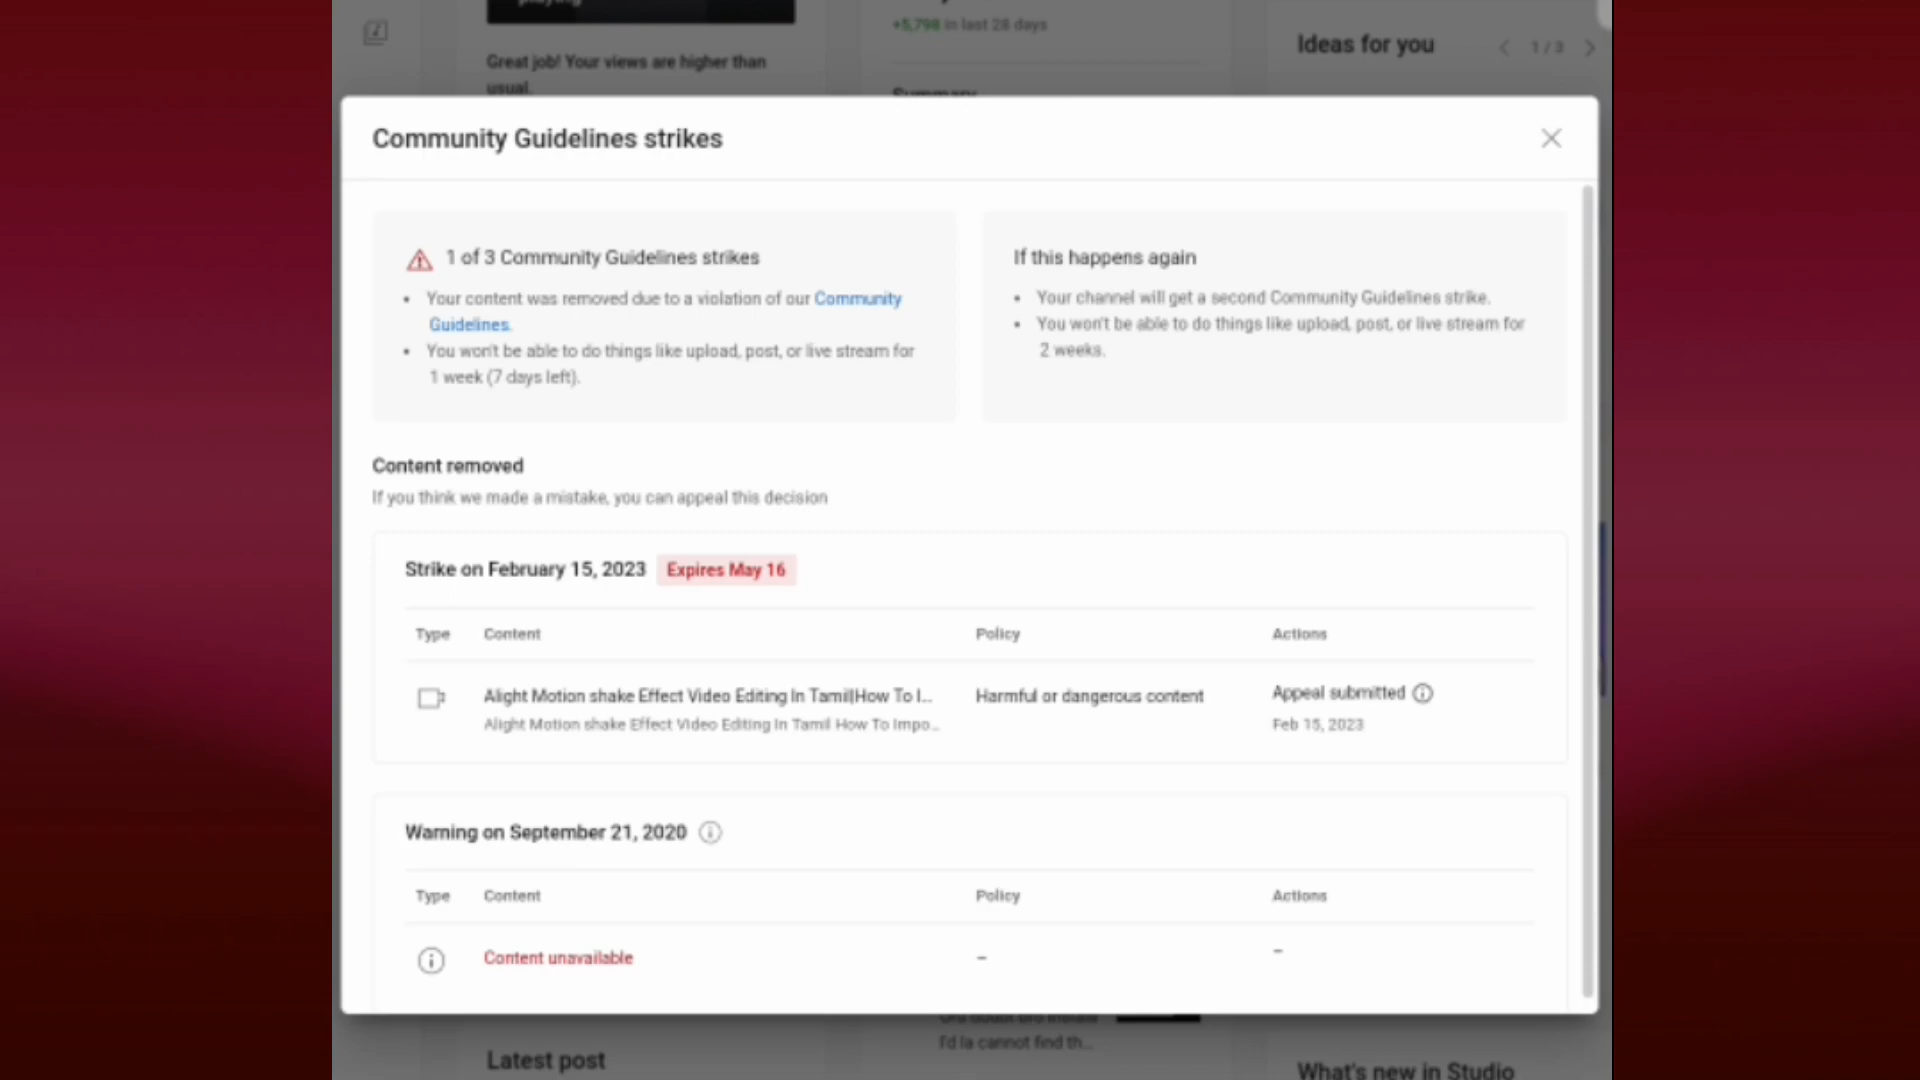 +5,798 in last 28 days
Great job! Your views are higher than
usual.
Ideas for you
1 / 3
Summary
Community Guidelines strikes
1 of 3 Community Guidelines strikes
Your content was removed due to a violation of our Community
Guidelines.
You won't be able to do things like upload, post, or live stream for
1 week (7 days left).
If this happens again
Your channel will get a second Community Guidelines strike.
You won't be able to do things like upload, post, or live stream for
2 weeks.
Content removed
If you think we made a mistake, you can appeal this decision
Strike on February 15, 2023 Expires May 16
Type Content Policy Actions
Alight Motion shake Effect Video Editing In Tamil|How To I... Harmful or dangerous content Appeal submitted
Alight Motion shake Effect Video Editing In Tamil How To Impo... Feb 15, 2023
Warning on September 21, 2020
Type Content Policy Actions
Content unavailable – –
I'd la cannot find th...
Latest post
What's new in Studio